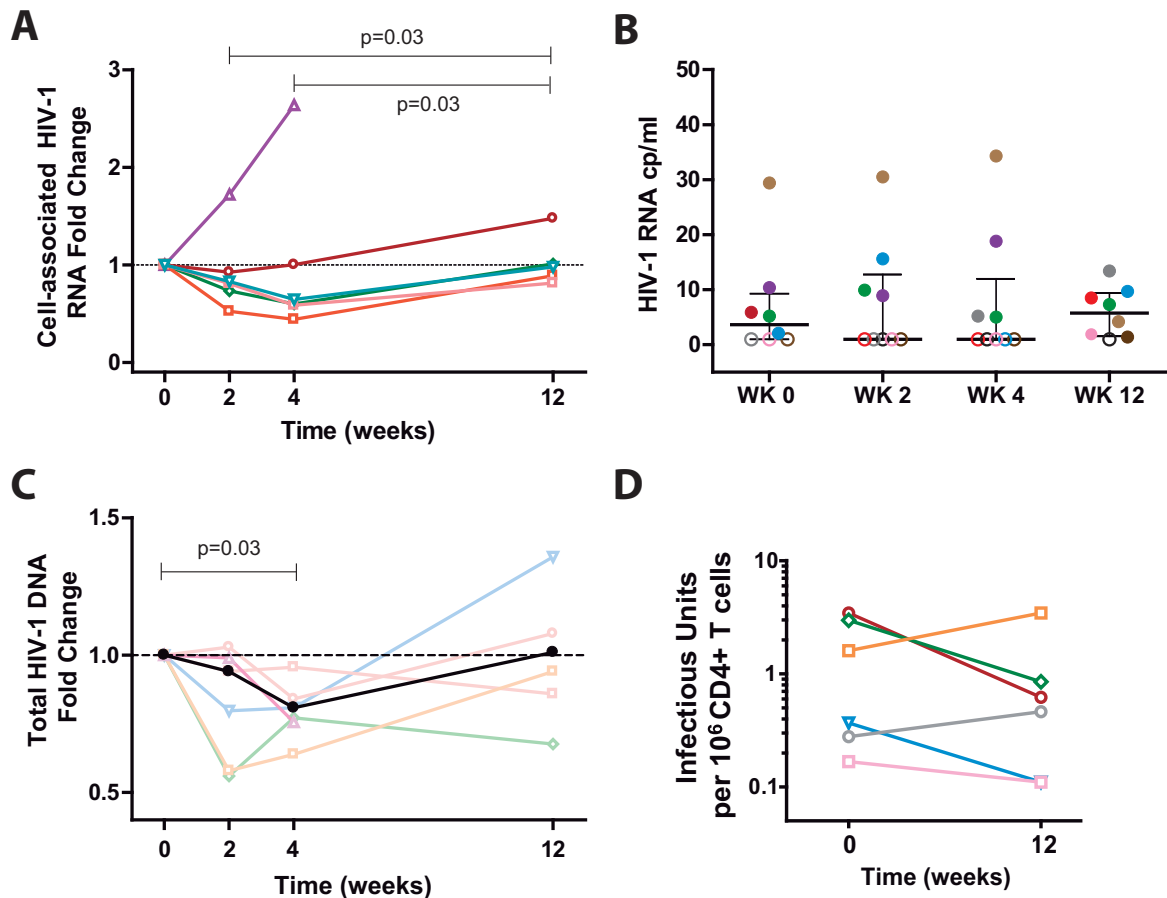 A
p=0.03
p=0.03
Cell-associated HIV-1
RNA Fold Change
3
2
1
0
0 2 4 12
Time (weeks)
B
HIV-1 RNA cp/ml
50
40
30
20
10
0
WK 0 WK 2 WK 4 WK 12
C
p=0.03
Total HIV-1 DNA
Fold Change
1.5
1.0
0.5
0 2 4 12
Time (weeks)
D
Infectious Units
per 10⁶ CD4+ T cells
10
1
0.1
0 12
Time (weeks)